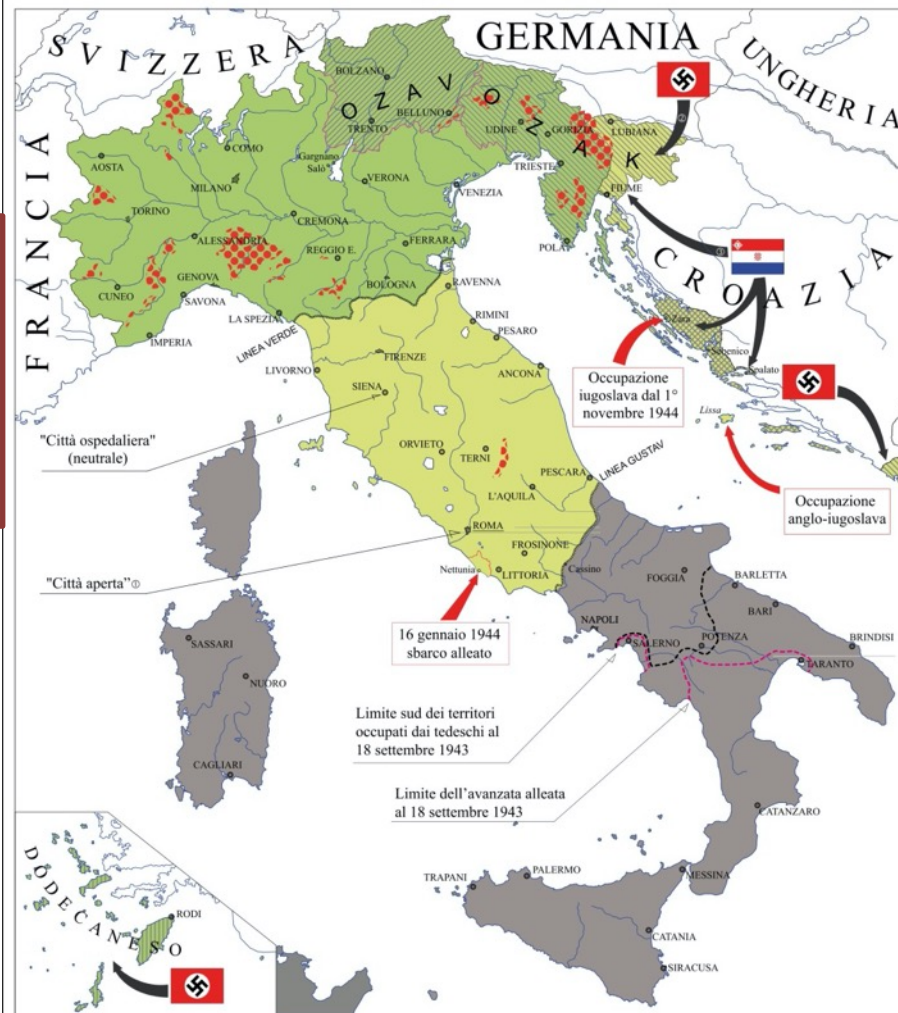 SVIZZERA
GERMANIA
UNGHERIA
FRANCIA
CROAZIA
OZAV
OZAK
BOLZANO
BELLUNO
TRENTO
UDINE
GORIZIA
LUBIANA
②
COMO
AOSTA
Gargnano
Salò
TRIESTE
MILANO
VERONA
VENEZIA
FIUME
TORINO
CREMONA
ALESSANDRIA
REGGIO E.
FERRARA
POLA
③
CUNEO
GENOVA
SAVONA
BOLOGNA
RAVENNA
LA SPEZIA
RIMINI
IMPERIA
LINEA VERDE
PESARO
Zara
Sebenico
Spalato
LIVORNO
FIRENZE
ANCONA
SIENA
Occupazione
iugoslava dal 1°
novembre 1944
Lissa
"Città ospedaliera"
(neutrale)
ORVIETO
TERNI
PESCARA
LINEA GUSTAV
L'AQUILA
Occupazione
anglo-iugoslava
ROMA
FROSINONE
"Città aperta”①
Nettunia
LITTORIA
Cassino
FOGGIA
BARLETTA
BARI
16 gennaio 1944
sbarco alleato
NAPOLI
SALERNO
POTENZA
BRINDISI
TARANTO
SASSARI
NUORO
CAGLIARI
Limite sud dei territori
occupati dai tedeschi al
18 settembre 1943
Limite dell’avanzata alleata
al 18 settembre 1943
CATANZARO
TRAPANI
PALERMO
MESSINA
CATANIA
SIRACUSA
DODECANESO
RODI